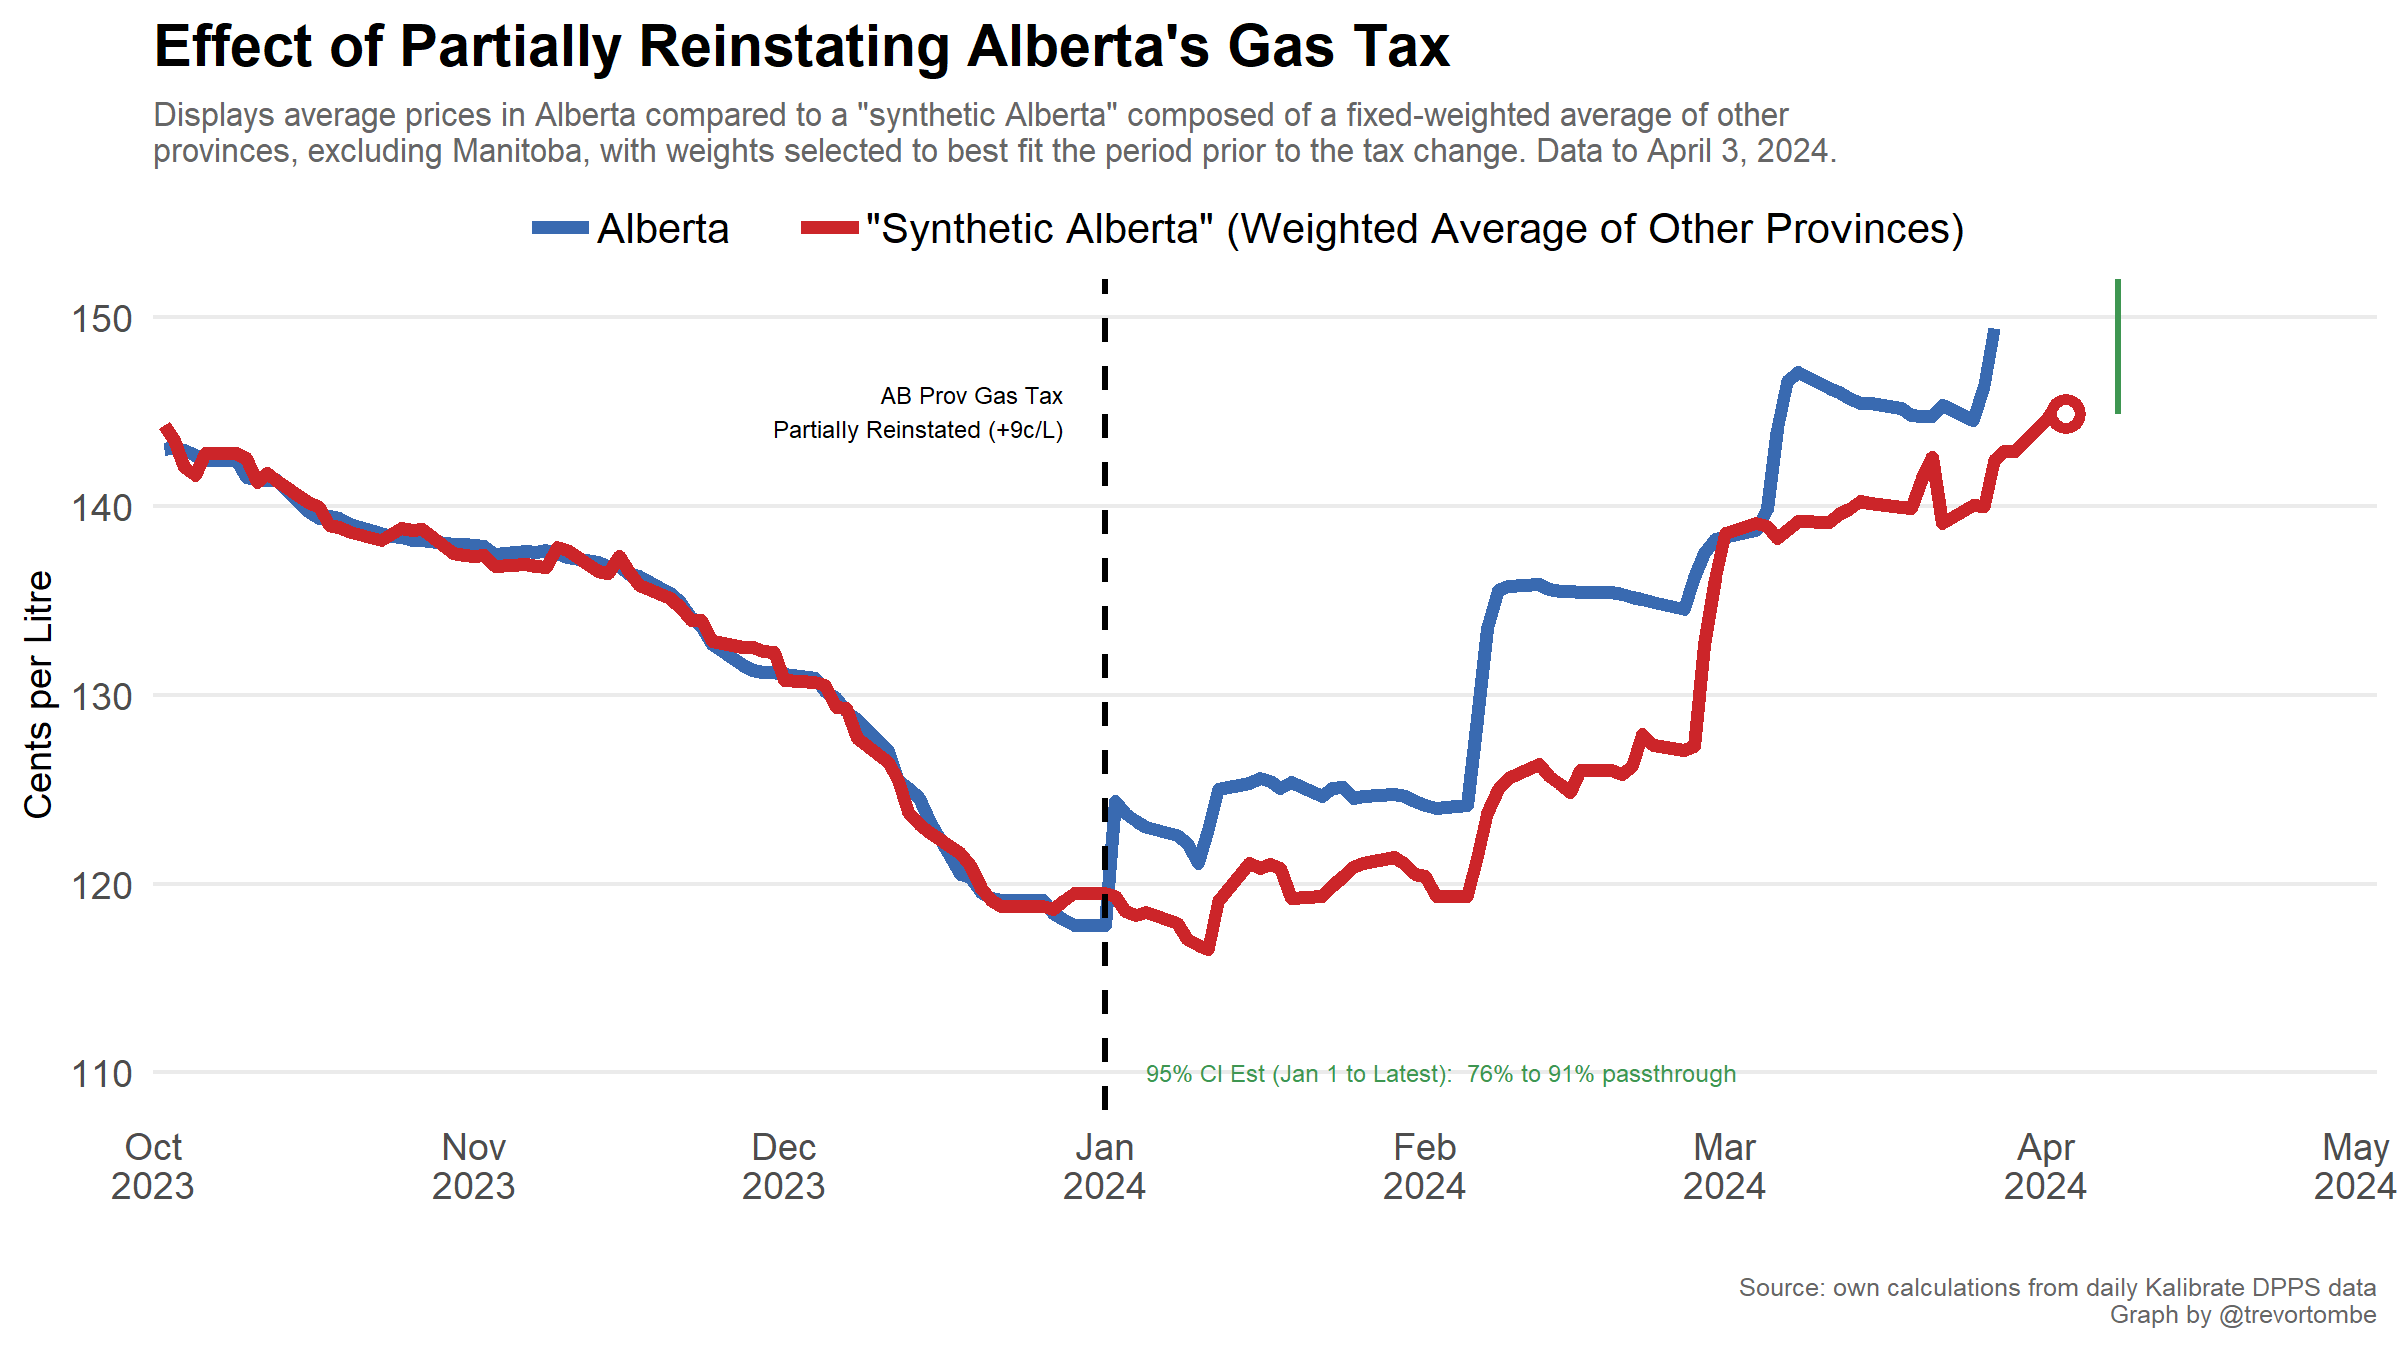 Effect of Partially Reinstating Alberta's Gas Tax
Displays average prices in Alberta compared to a "synthetic Alberta" composed of a fixed-weighted average of other
provinces, excluding Manitoba, with weights selected to best fit the period prior to the tax change. Data to April 3, 2024.
Alberta "Synthetic Alberta" (Weighted Average of Other Provinces)
150
AB Prov Gas Tax
Partially Reinstated (+9c/L)
140
Cents per Litre
130
120
110
95% CI Est (Jan 1 to Latest): 76% to 91% passthrough
Oct Nov Dec Jan Feb Mar Apr May
2023 2023 2023 2024 2024 2024 2024 2024
Source: own calculations from daily Kalibrate DPPS data
Graph by @trevortombe